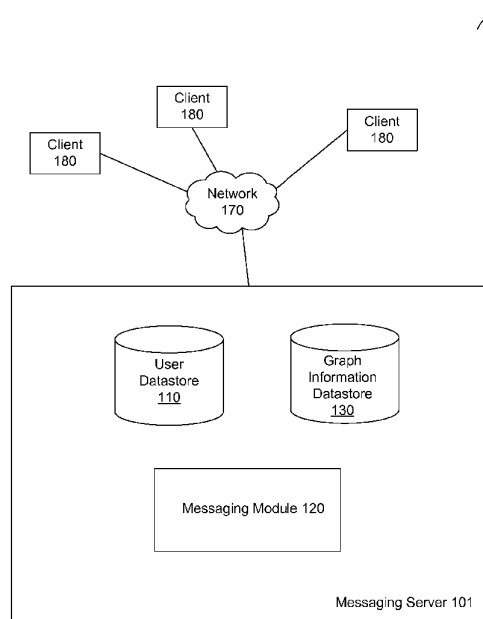 Client
180
Client
180
Client
180
Network
170
User
Datastore
110
Graph
Information
Datastore
130
Messaging Module 120
Messaging Server 101